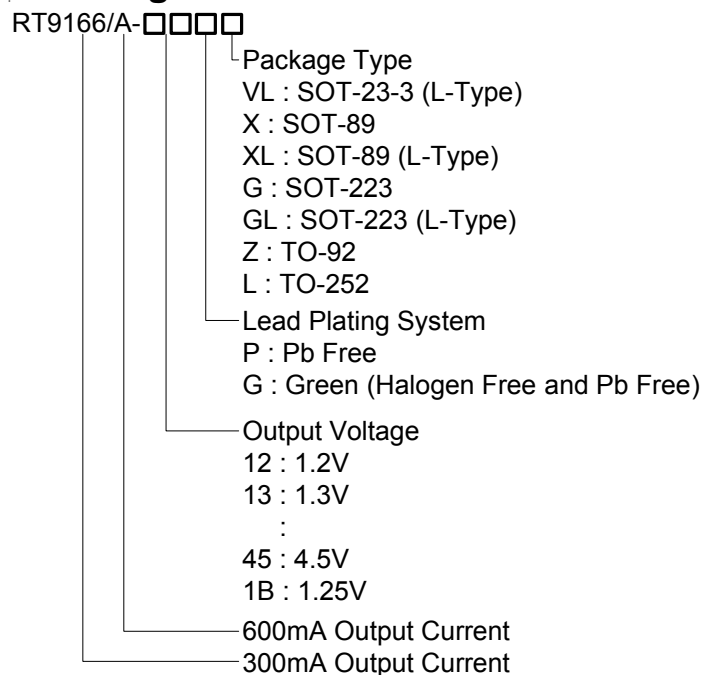 RT9166/A-□□□□
Package Type
VL : SOT-23-3 (L-Type)
X : SOT-89
XL : SOT-89 (L-Type)
G : SOT-223
GL : SOT-223 (L-Type)
Z : TO-92
L : TO-252
Lead Plating System
P : Pb Free
G : Green (Halogen Free and Pb Free)
Output Voltage
12 : 1.2V
13 : 1.3V
:
45 : 4.5V
1B : 1.25V
600mA Output Current
300mA Output Current